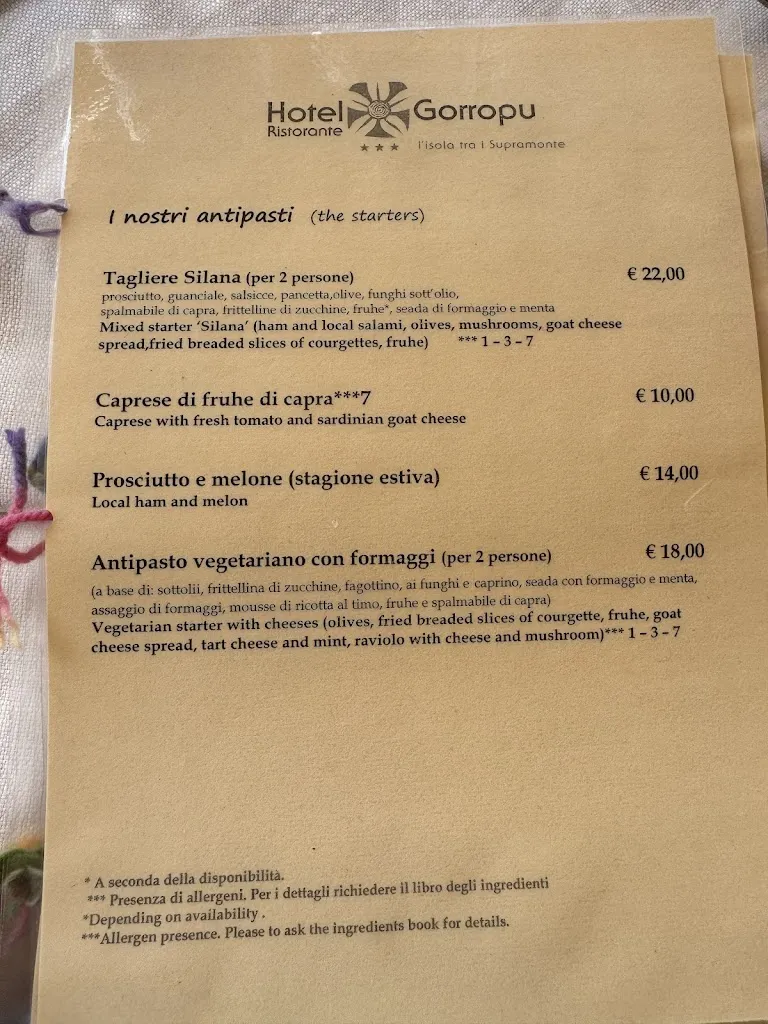 Hotel Gorropu
Ristorante
★★★ l'isola tra i Supramonte
I nostri antipasti (the starters)
Tagliere Silana (per 2 persone) € 22,00
prosciutto, guanciale, salsicce, pancetta,olive, funghi sott'olio,
spalmabile di capra, frittelline di zucchine, fruhe*, seada di formaggio e menta
Mixed starter 'Silana' (ham and local salami, olives, mushrooms, goat cheese
spread,fried breaded slices of courgettes, fruhe) *** 1 – 3 – 7
Caprese di fruhe di capra***7 € 10,00
Caprese with fresh tomato and sardinian goat cheese
Prosciutto e melone (stagione estiva) € 14,00
Local ham and melon
Antipasto vegetariano con formaggi (per 2 persone) € 18,00
(a base di: sottolii, frittellina di zucchine, fagottino, ai funghi e caprino, seada con formaggio e menta,
assaggio di formaggi, mousse di ricotta al timo, fruhe e spalmabile di capra)
Vegetarian starter with cheeses (olives, fried breaded slices of courgette, fruhe, goat
cheese spread, tart cheese and mint, raviolo with cheese and mushroom)*** 1 – 3 – 7
* A seconda della disponibilità.
*** Presenza di allergeni. Per i dettagli richiedere il libro degli ingredienti
*Depending on availability .
***Allergen presence. Please to ask the ingredients book for details.